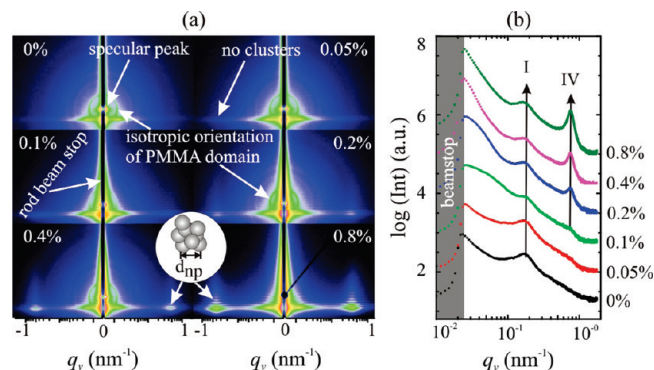 (a)
(b)
0%
specular peak
no clusters
0.05%
0.1%
isotropic orientation
of PMMA domain
0.2%
rod beam stop
0.4%
d_np
0.8%
-1
0
1
-1
0
1
q_y (nm⁻¹)
q_y (nm⁻¹)
log (Int) (a.u.)
8
6
4
2
beamstop
I
IV
0.8%
0.4%
0.2%
0.1%
0.05%
0%
10⁻²
10⁻¹
10⁰
q_y (nm⁻¹)